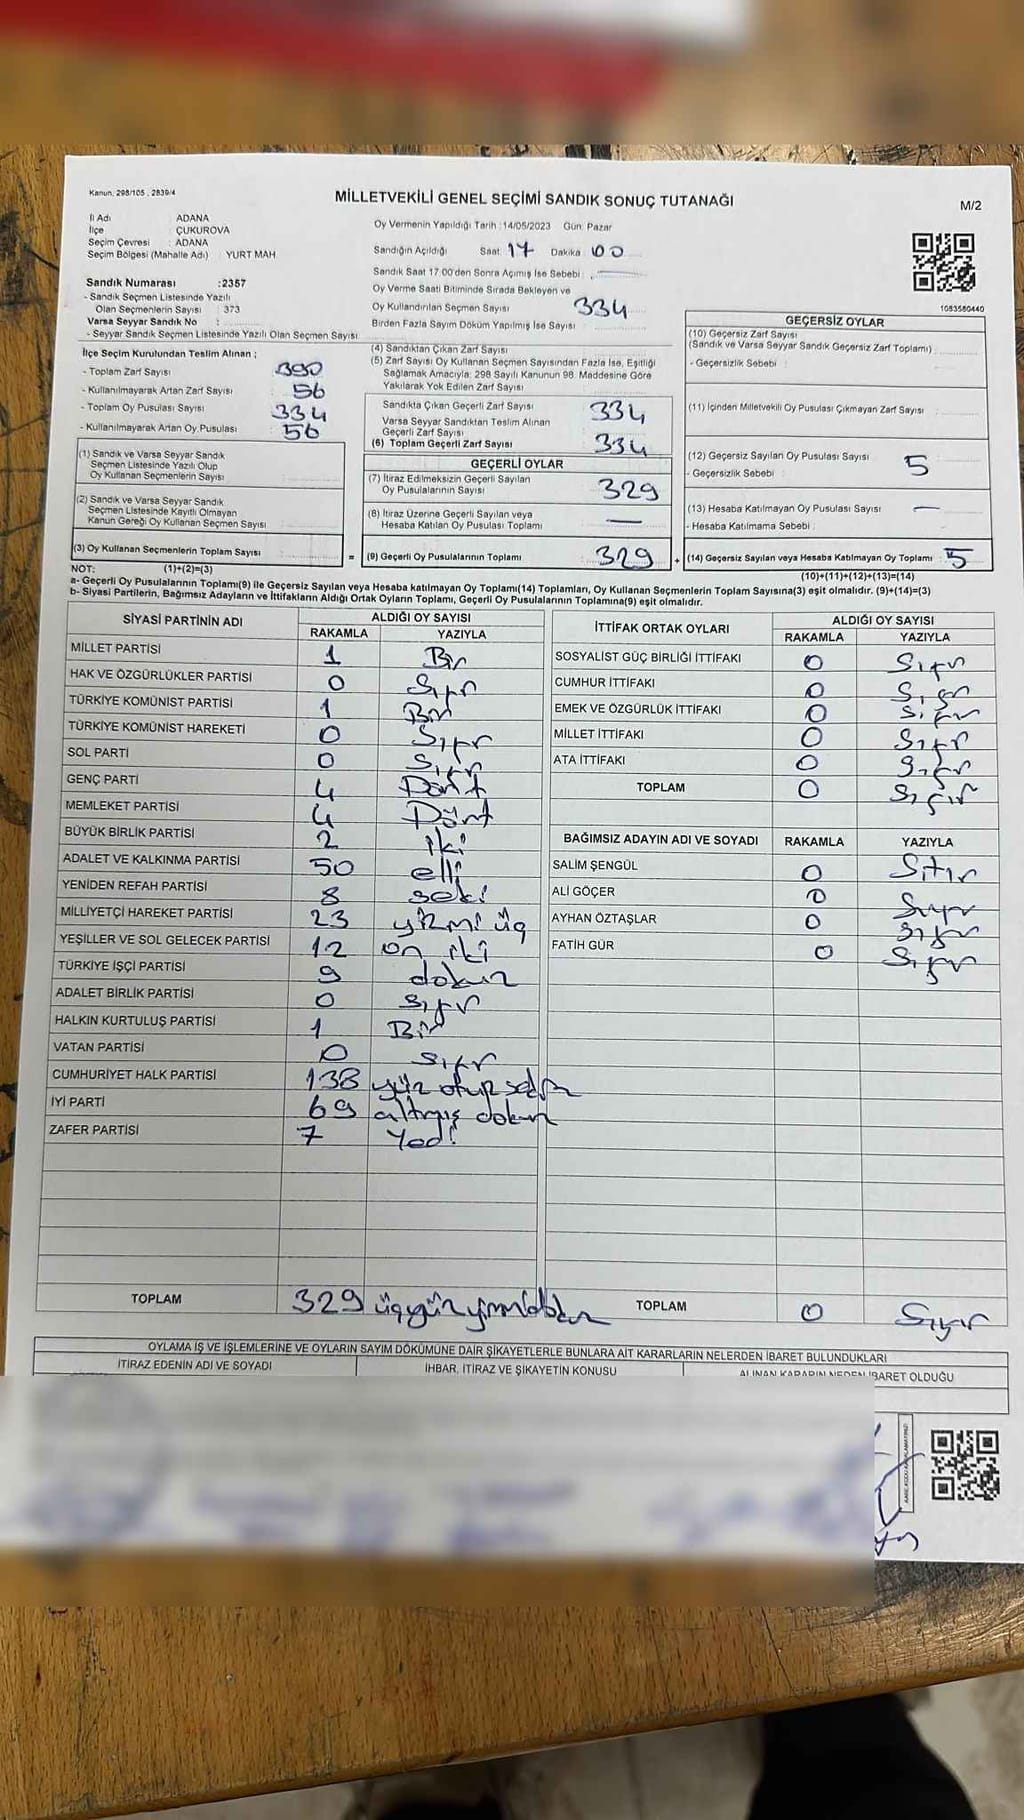 Kanun, 298/105 , 2839/4
MİLLETVEKİLİ GENEL SEÇİMİ SANDIK SONUÇ TUTANAĞI
M/2
İl Adı : ADANA
İlçe : ÇUKUROVA
Seçim Çevresi : ADANA
Seçim Bölgesi (Mahalle Adı) : YURT MAH.
Oy Vermenin Yapıldığı Tarih :14/05/2023 Gün: Pazar
Sandığın Açıldığı Saat 17 Dakika 00
Sandık Saat 17:00'den Sonra Açımış İse Sebebi :
Oy Verme Saati Bitiminde Sırada Bekleyen ve
Oy Kullandırılan Seçmen Sayısı 334
Birden Fazla Sayım Döküm Yapılmış İse Sayısı
1083580440
Sandık Numarası :2357
- Sandık Seçmen Listesinde Yazılı
Olan Seçmenlerin Sayısı : 373
Varsa Seyyar Sandık No :
- Seyyar Sandık Seçmen Listesinde Yazılı Olan Seçmen Sayısı
İlçe Seçim Kurulundan Teslim Alınan ;
- Toplam Zarf Sayısı 390
- Kullanılmayarak Artan Zarf Sayısı 56
- Toplam Oy Pusulası Sayısı 334
- Kullanılmayarak Artan Oy Pusulası 56
(1) Sandık ve Varsa Seyyar Sandık
Seçmen Listesinde Yazılı Olup
Oy Kullanan Seçmenlerin Sayısı
(2) Sandık ve Varsa Seyyar Sandık
Seçmen Listesinde Kayıtlı Olmayan
Kanun Gereği Oy Kullanan Seçmen Sayısı
(3) Oy Kullanan Seçmenlerin Toplam Sayısı =
(4) Sandıktan Çıkan Zarf Sayısı
(5) Zarf Sayısı Oy Kullanan Seçmen Sayısından Fazla İse, Eşitliği
Sağlamak Amacıyla; 298 Sayılı Kanunun 98. Maddesine Göre
Yakılarak Yok Edilen Zarf Sayısı
Sandıkta Çıkan Geçerli Zarf Sayısı 334
Varsa Seyyar Sandıktan Teslim Alınan
Geçerli Zarf Sayısı
(6) Toplam Geçerli Zarf Sayısı 334
GEÇERLİ OYLAR
(7) İtiraz Edilmeksizin Geçerli Sayılan
Oy Pusulalarının Sayısı 329
(8) İtiraz Üzerine Geçerli Sayılan veya
Hesaba Katılan Oy Pusulası Toplamı —
(9) Geçerli Oy Pusulalarının Toplamı 329 +
GEÇERSİZ OYLAR
(10) Geçersiz Zarf Sayısı
(Sandık ve Varsa Seyyar Sandık Geçersiz Zarf Toplamı)
- Geçersizlik Sebebi :
(11) İçinden Milletvekili Oy Pusulası Çıkmayan Zarf Sayısı
(12) Geçersiz Sayılan Oy Pusulası Sayısı 5
- Geçersizlik Sebebi :
(13) Hesaba Katılmayan Oy Pusulası Sayısı —
- Hesaba Katılmama Sebebi :
(14) Geçersiz Sayılan veya Hesaba Katılmayan Oy Toplamı 5
NOT: (1)+(2)=(3)
(10)+(11)+(12)+(13)=(14)
a- Geçerli Oy Pusulalarının Toplamı(9) ile Geçersiz Sayılan veya Hesaba katılmayan Oy Toplamı(14) Toplamları, Oy Kullanan Seçmenlerin Toplam Sayısına(3) eşit olmalıdır. (9)+(14)=(3)
b- Siyasi Partilerin, Bağımsız Adayların ve İttifakların Aldığı Ortak Oyların Toplamı, Geçerli Oy Pusulalarının Toplamına(9) eşit olmalıdır.
SİYASİ PARTİNİN ADI ALDIĞI OY SAYISI
RAKAMLA YAZIYLA
MİLLET PARTİSİ 1 Bir
HAK VE ÖZGÜRLÜKLER PARTİSİ 0 Sıfır
TÜRKİYE KOMÜNİST PARTİSİ 1 Bir
TÜRKİYE KOMÜNİST HAREKETİ 0 Sıfır
SOL PARTİ 0 Sıfır
GENÇ PARTİ 4 Dört
MEMLEKET PARTİSİ 4 Dört
BÜYÜK BİRLİK PARTİSİ 2 iki
ADALET VE KALKINMA PARTİSİ 50 elli
YENİDEN REFAH PARTİSİ 8 seki
MİLLİYETÇİ HAREKET PARTİSİ 23 yirmi üç
YEŞİLLER VE SOL GELECEK PARTİSİ 12 on iki
TÜRKİYE İŞÇİ PARTİSİ 9 dokuz
ADALET BİRLİK PARTİSİ 0 sıfır
HALKIN KURTULUŞ PARTİSİ 1 Bir
VATAN PARTİSİ 0 sıfır
CUMHURİYET HALK PARTİSİ 138 yüz otuz sekiz
İYİ PARTİ 69 altmış dokuz
ZAFER PARTİSİ 7 Yedi
TOPLAM 329 üçyüzyirmidokuz
İTTİFAK ORTAK OYLARI ALDIĞI OY SAYISI
RAKAMLA YAZIYLA
SOSYALİST GÜÇ BİRLİĞİ İTTİFAKI 0 Sıfır
CUMHUR İTTİFAKI 0 Sıfır
EMEK VE ÖZGÜRLÜK İTTİFAKI 0 Sıfır
MİLLET İTTİFAKI 0 Sıfır
ATA İTTİFAKI 0 Sıfır
TOPLAM 0 Sıfır
BAĞIMSIZ ADAYIN ADI VE SOYADI RAKAMLA YAZIYLA
SALİM ŞENGÜL 0 Sıfır
ALİ GÖÇER 0 Sıfır
AYHAN ÖZTAŞLAR 0 Sıfır
FATİH GÜR 0 Sıfır
TOPLAM 0 Sıfır
OYLAMA İŞ VE İŞLEMLERİNE VE OYLARIN SAYIM DÖKÜMÜNE DAİR ŞİKAYETLERLE BUNLARA AİT KARARLARIN NELERDEN İBARET BULUNDUKLARI
İTİRAZ EDENİN ADI VE SOYADI İHBAR, İTİRAZ VE ŞİKAYETİN KONUSU ALINAN KARARIN NEDEN İBARET OLDUĞU